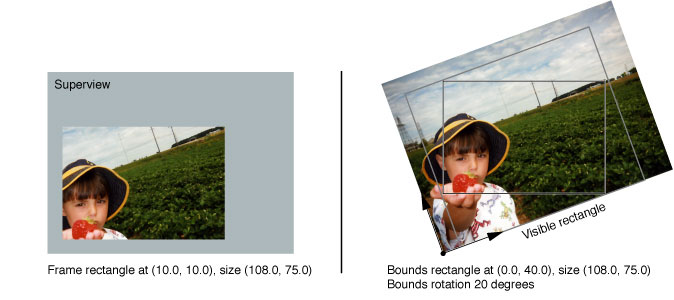 Superview
Visible rectangle
Frame rectangle at (10.0, 10.0), size (108.0, 75.0)
Bounds rectangle at (0.0, 40.0), size (108.0, 75.0)
Bounds rotation 20 degrees